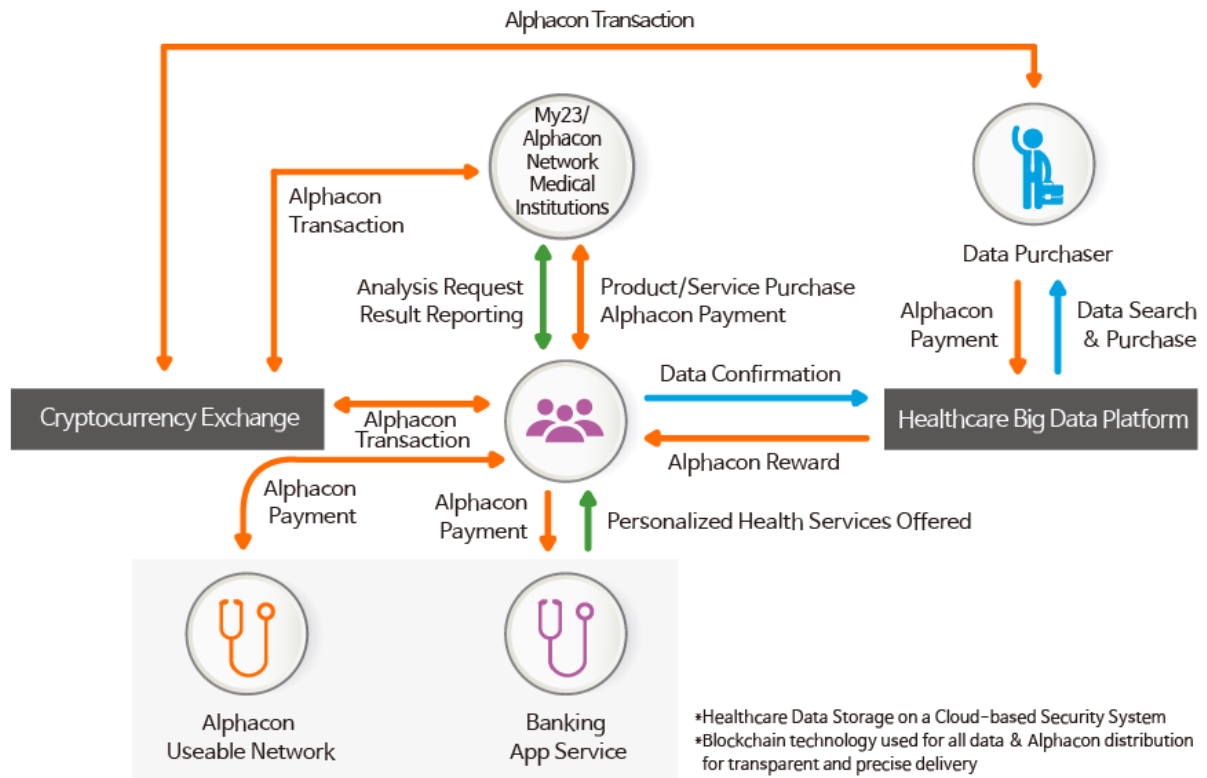 Alphacon Transaction
My23/
Alphacon
Network
Medical
Institutions
Alphacon
Transaction
Data Purchaser
Analysis Request
Result Reporting
Product/Service Purchase
Alphacon Payment
Alphacon
Payment
Data Search
& Purchase
Cryptocurrency Exchange
Alphacon
Transaction
Data Confirmation
Healthcare Big Data Platform
Alphacon Reward
Alphacon
Payment
Alphacon
Payment
Personalized Health Services Offered
Alphacon
Useable Network
Banking
App Service
*Healthcare Data Storage on a Cloud-based Security System
*Blockchain technology used for all data & Alphacon distribution
for transparent and precise delivery